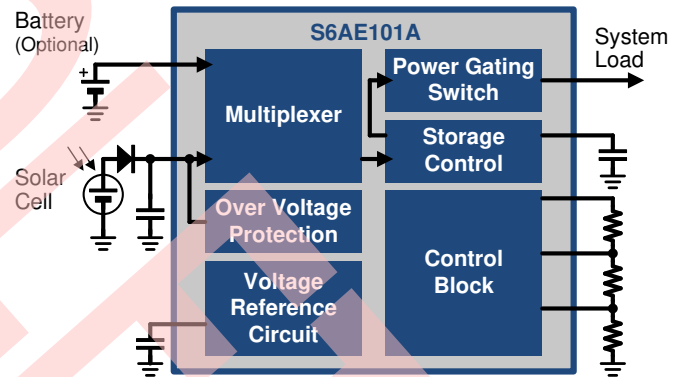 Battery
(Optional)
S6AE101A
System
Load
+
Multiplexer
Power Gating
Switch
Storage
Control
Solar
Cell
Over Voltage
Protection
Voltage
Reference
Circuit
Control
Block